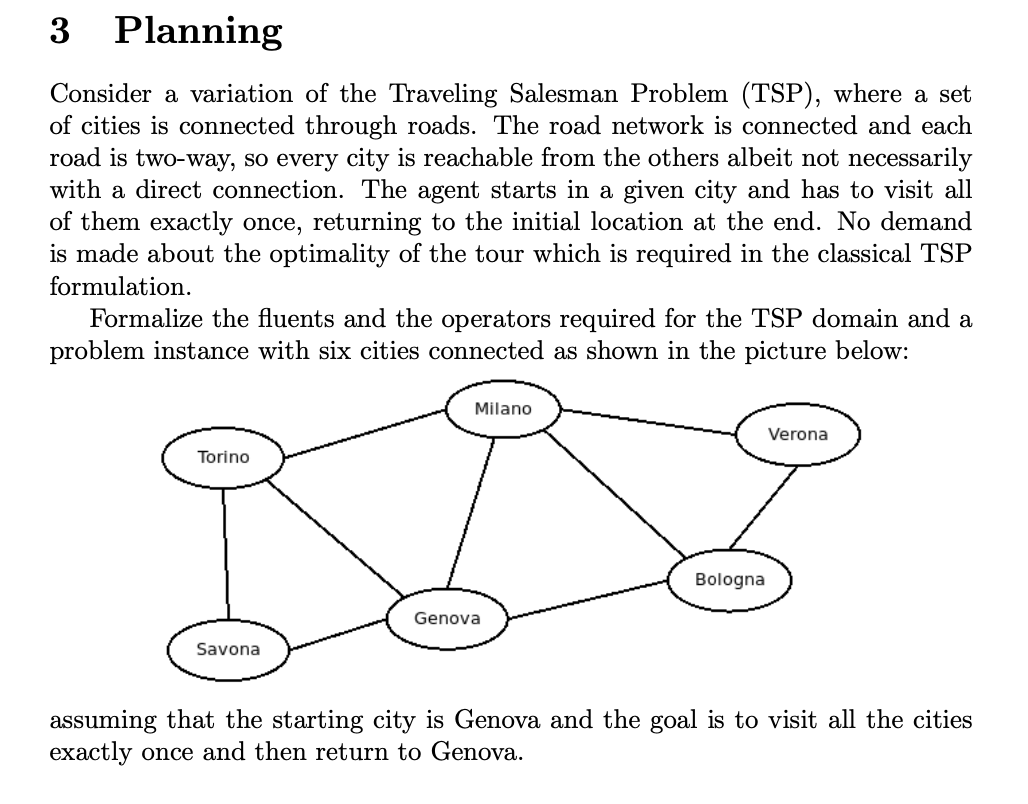 3 Planning
Consider a variation of the Traveling Salesman Problem (TSP), where a set
of cities is connected through roads. The road network is connected and each
road is two-way, so every city is reachable from the others albeit not necessarily
with a direct connection. The agent starts in a given city and has to visit all
of them exactly once, returning to the initial location at the end. No demand
is made about the optimality of the tour which is required in the classical TSP
formulation.
Formalize the fluents and the operators required for the TSP domain and a
problem instance with six cities connected as shown in the picture below:
Milano
Verona
Torino
Bologna
Genova
Savona
assuming that the starting city is Genova and the goal is to visit all the cities
exactly once and then return to Genova.